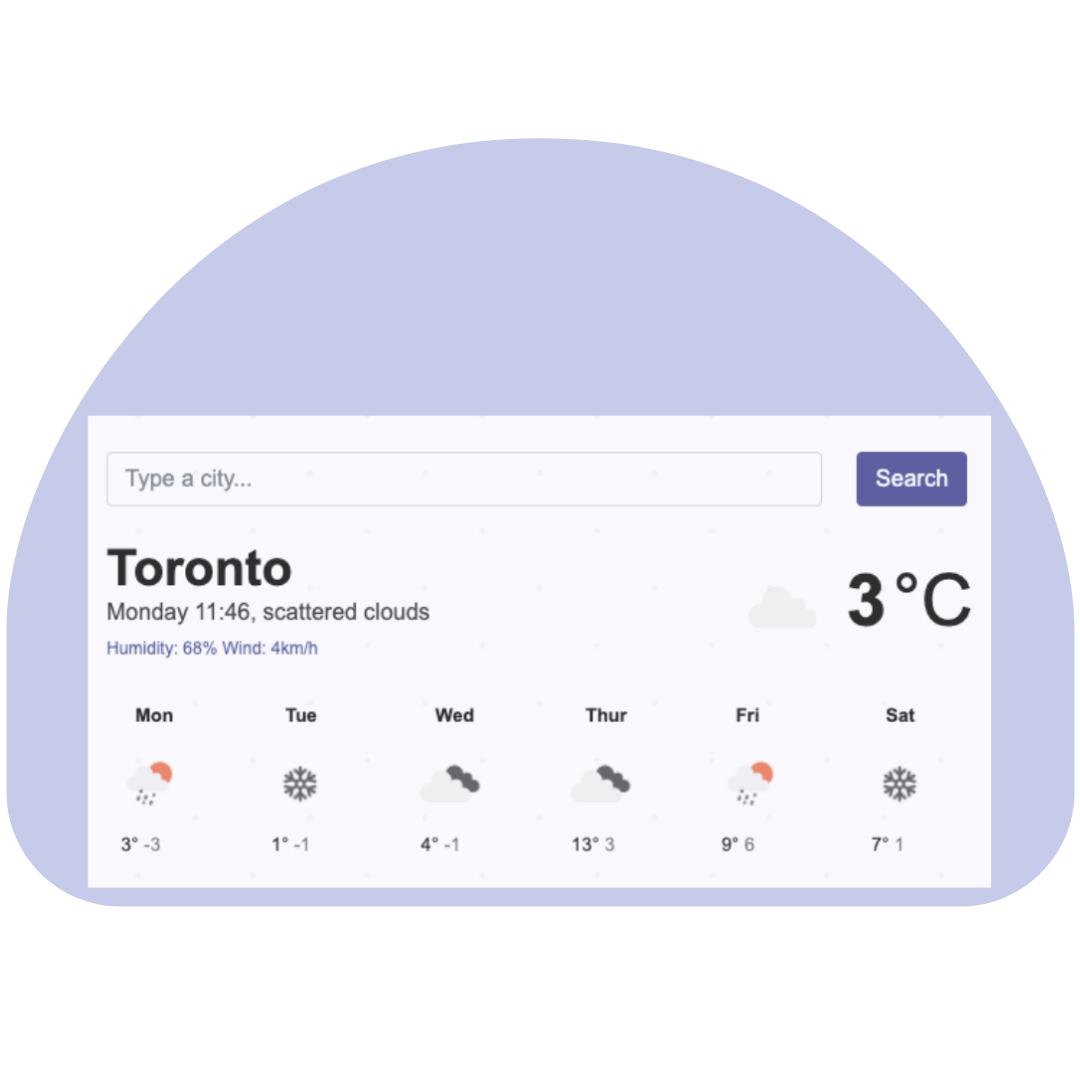 Type a city...
Search
Toronto
Monday 11:46, scattered clouds
3°C
Humidity: 68% Wind: 4km/h
Mon Tue Wed Thur Fri Sat
3° -3 1° -1 4° -1 13° 3 9° 6 7° 1